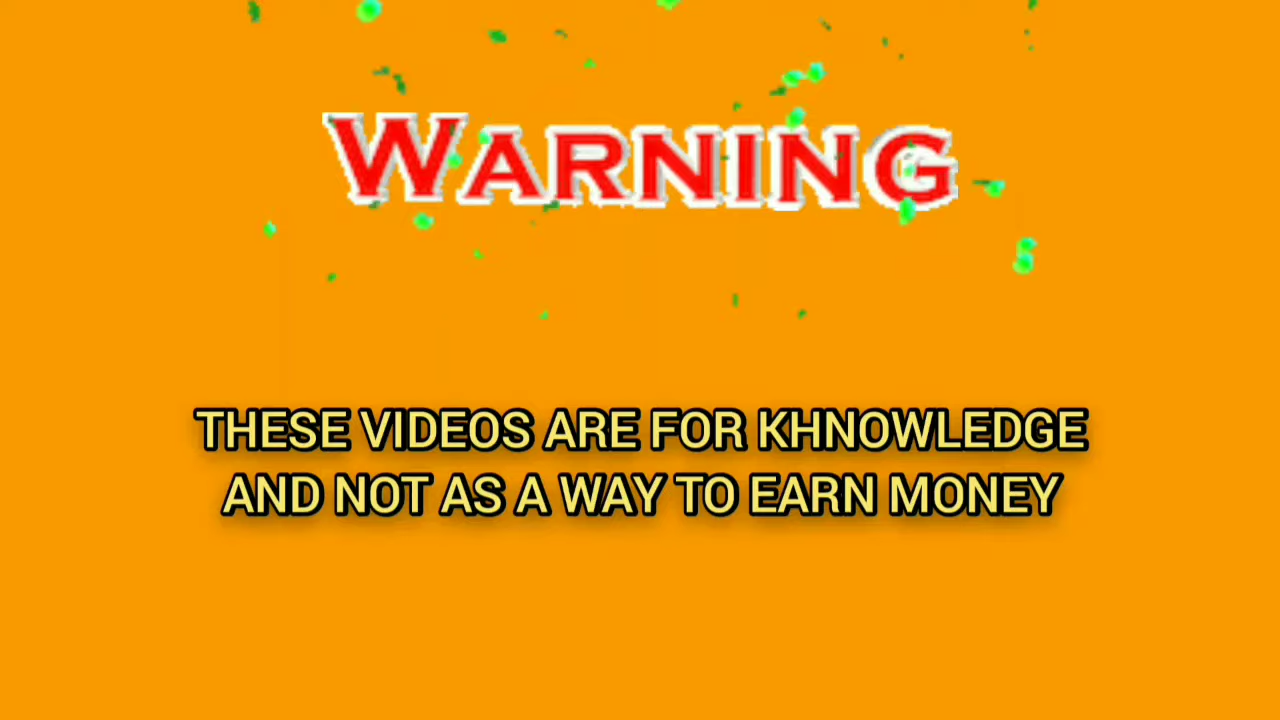 WARNING
THESE VIDEOS ARE FOR KHNOWLEDGE
AND NOT AS A WAY TO EARN MONEY